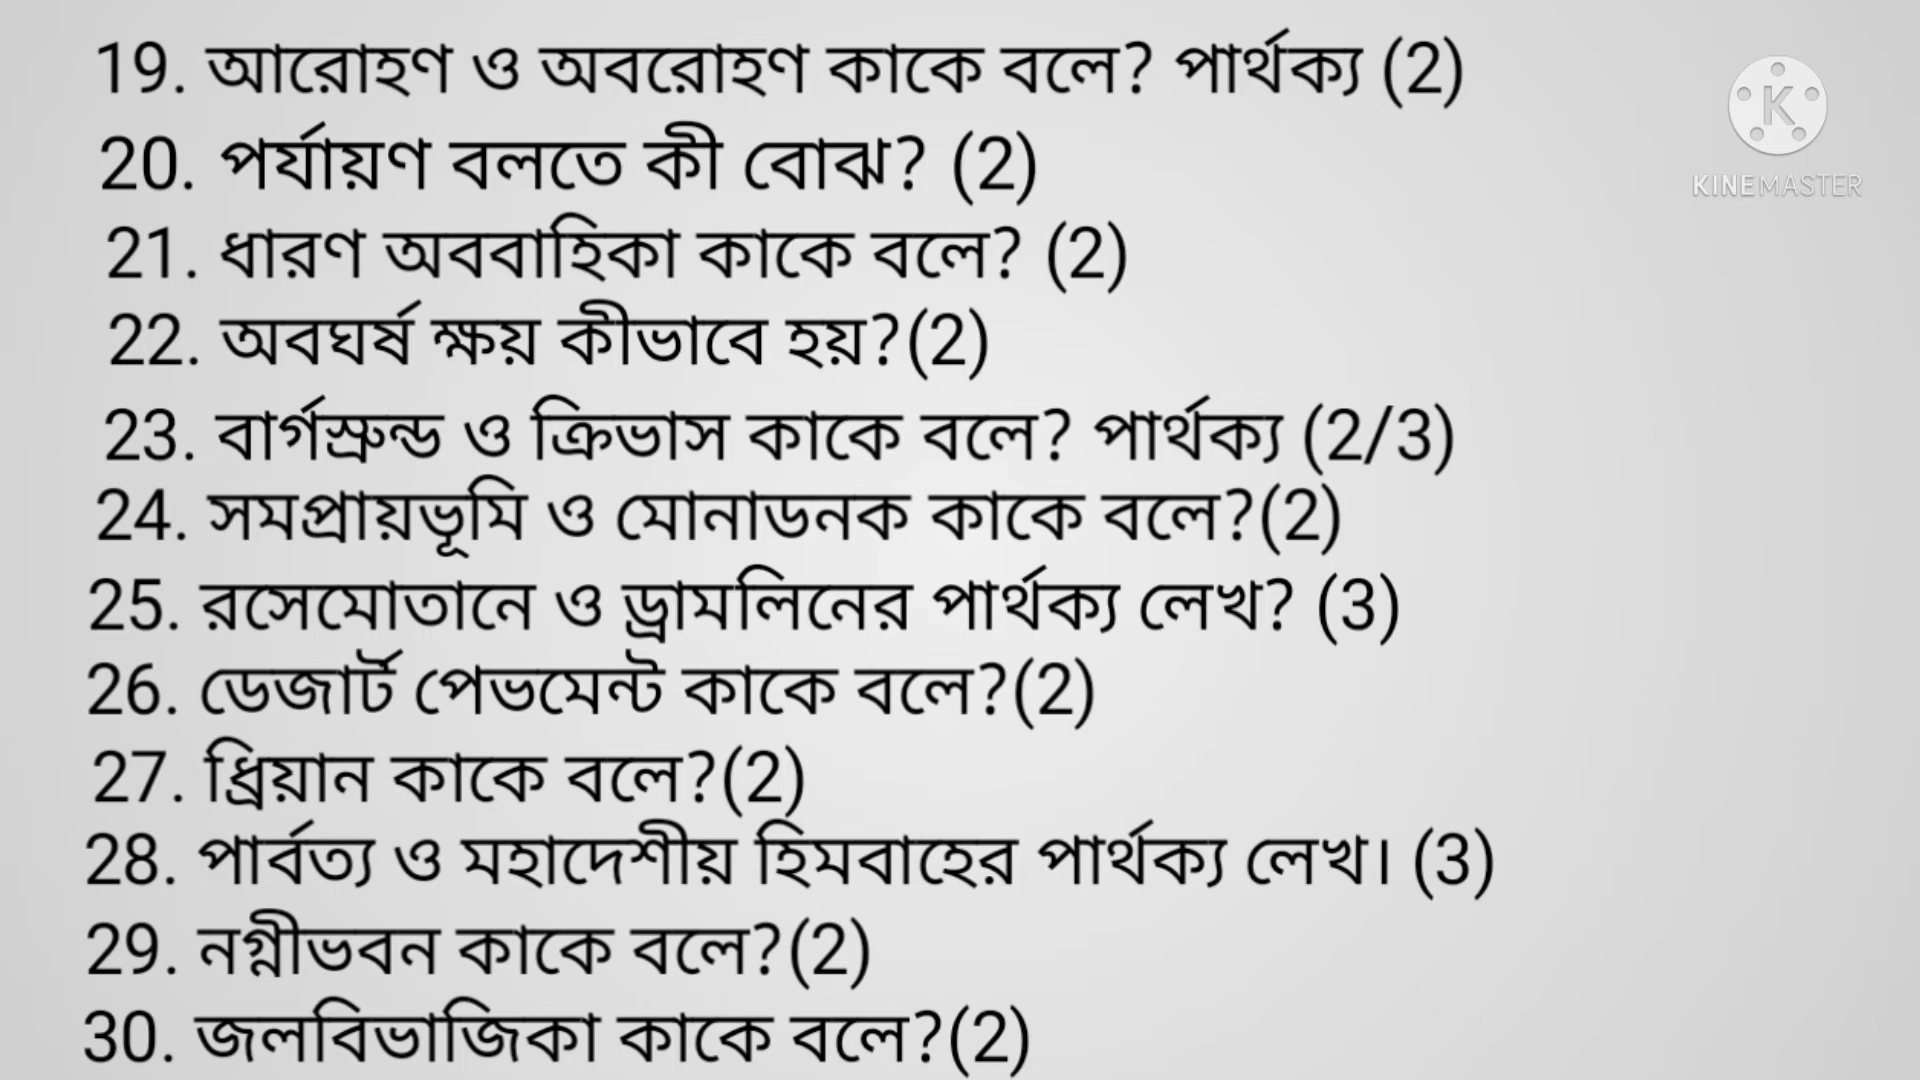 19. আরোহণ ও অবরোহণ কাকে বলে? পার্থক্য (2)
20. পর্যায়ণ বলতে কী বোঝ? (2)
21. ধারণ অববাহিকা কাকে বলে? (2)
22. অবঘর্ষ ক্ষয় কীভাবে হয়?(2)
23. বার্গস্রুন্ড ও ক্রিভাস কাকে বলে? পার্থক্য (2/3)
24. সমপ্রায়ভূমি ও মোনাডনক কাকে বলে?(2)
25. রসেমোতানে ও ড্রামলিনের পার্থক্য লেখ? (3)
26. ডেজার্ট পেভমেন্ট কাকে বলে?(2)
27. ধ্রিয়ান কাকে বলে?(2)
28. পার্বত্য ও মহাদেশীয় হিমবাহের পার্থক্য লেখ। (3)
29. নগ্নীভবন কাকে বলে?(2)
30. জলবিভাজিকা কাকে বলে?(2)
K
KINEMASTER